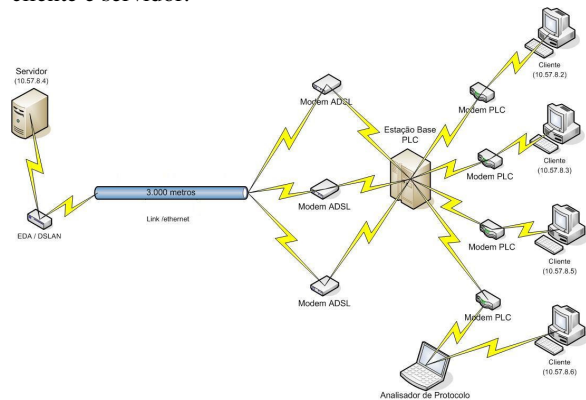 cliente e servidor.
Servidor
(10.57.8.4)
EDA / DSLAN
3.000 metros
Link /ethernet
Modem ADSL
Modem ADSL
Modem ADSL
Estação Base
PLC
Modem PLC
Modem PLC
Modem PLC
Modem PLC
Cliente
(10.57.8.2)
Cliente
(10.57.8.3)
Cliente
(10.57.8.5)
Cliente
(10.57.8.6)
Analisador de Protocolo